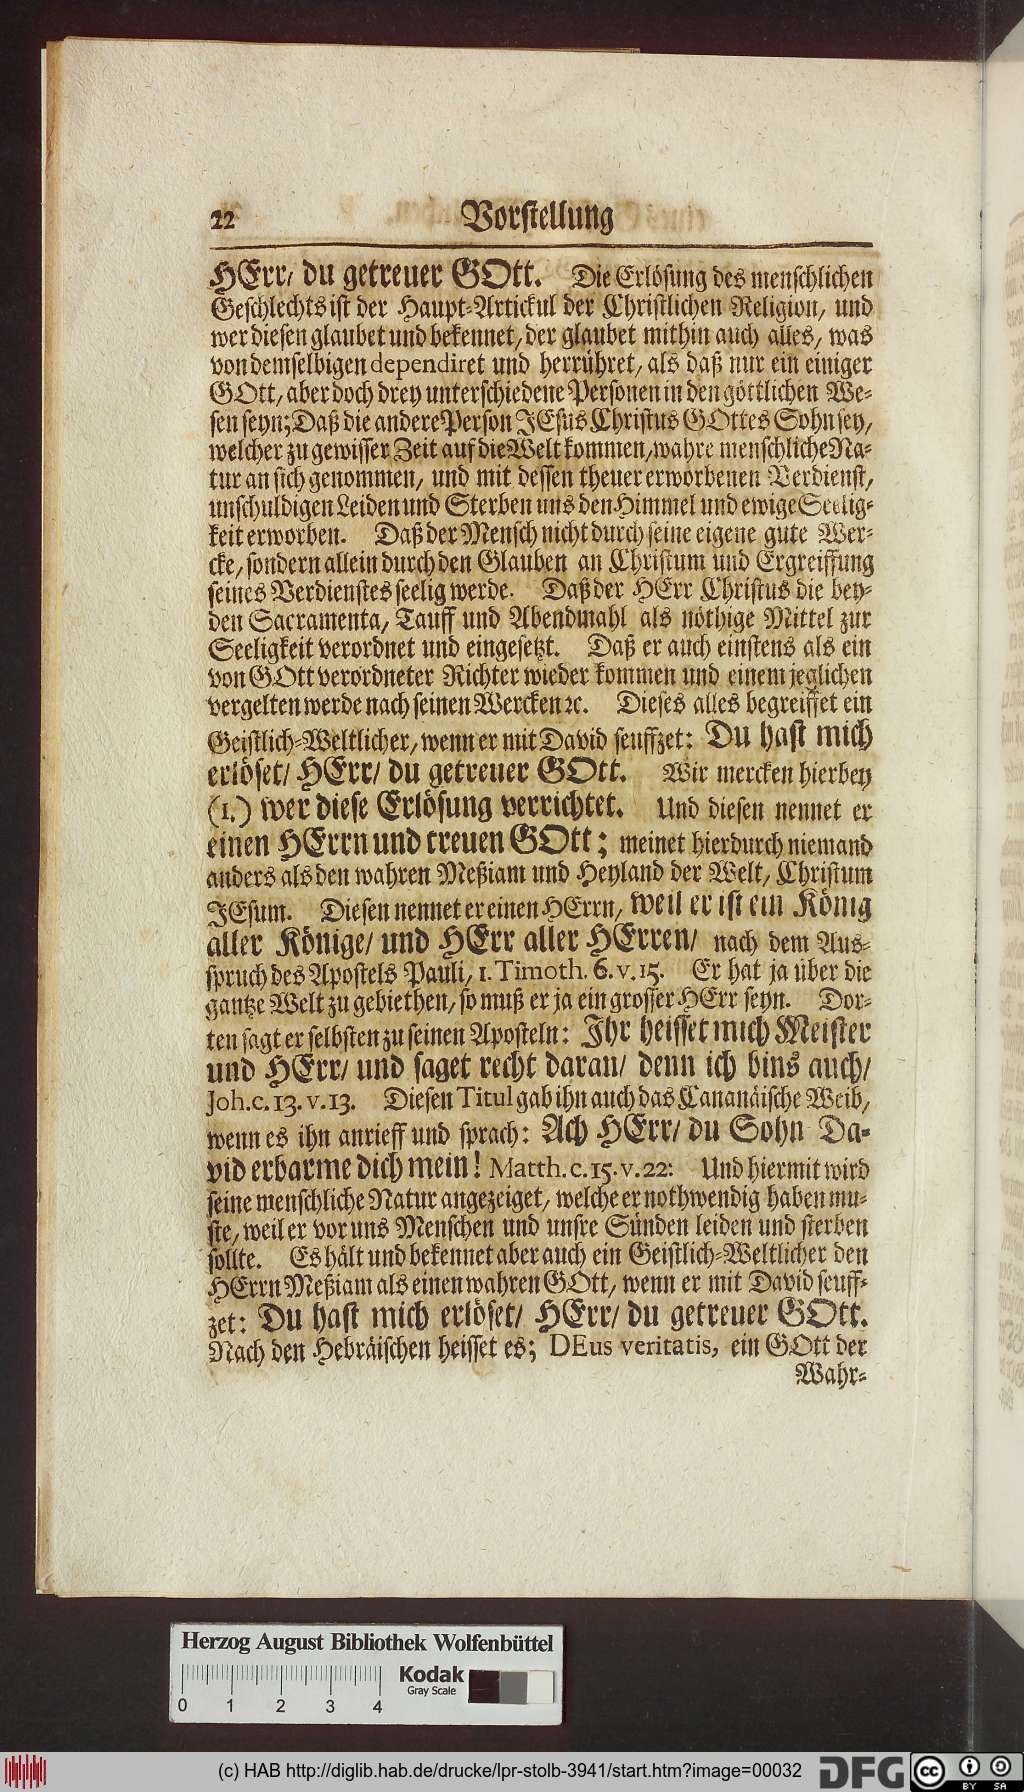 22 Vorstellung
HErr/ du getreuer GOtt. Die Erlösung des menschlichen
Geschlechts ist der Haupt-Artickul der Christlichen Religion, und
wer diesen glaubet und bekennet, der glaubet mithin auch alles, was
von demselbigen dependiret und herrühret, als daß nur ein einiger
GOtt, aber doch drey unterschiedene Personen in den göttlichen We-
sen seyn; Daß die andere Person JEsus Christus GOttes Sohn sey,
welcher zu gewisser Zeit auf die Welt kommen, wahre menschliche Na-
tur an sich genommen, und mit dessen theuer erworbenen Verdienst,
unschuldigen Leiden und Sterben uns den Himmel und ewige Seelig-
keit erworben. Daß der Mensch nicht durch seine eigene gute Wer-
cke, sondern allein durch den Glauben an Christum und Ergreiffung
seines Verdienstes seelig werde. Daß der HErr Christus die bey-
den Sacramenta, Tauff und Abendmahl als nöthige Mittel zur
Seeligkeit verordnet und eingesetzt. Daß er auch einstens als ein
von GOtt verordneter Richter wieder kommen und einem jeglichen
vergelten werde nach seinen Wercken ꝛc. Dieses alles begreiffet ein
Geistlich-Weltlicher, wenn er mit David seuffzet: Du hast mich
erlöset/ HErr/ du getreuer GOtt. Wir mercken hierbey
(1.) wer diese Erlösung verrichtet. Und diesen nennet er
einen HErrn und treuen GOtt; meinet hierdurch niemand
anders als den wahren Meßiam und Heyland der Welt, Christum
JEsum. Diesen nennet er einen HErrn, weil er ist ein König
aller Könige/ und HErr aller HErren/ nach dem Aus-
spruch des Apostels Pauli, 1. Timoth. 6. v. 15. Er hat ja über die
gantze Welt zu gebiethen, so muß er ja ein grosser HErr seyn. Dor-
ten sagt er selbsten zu seinen Aposteln: Ihr heisset mich Meister
und HErr/ und saget recht daran/ denn ich bins auch/
Joh. c. 13. v. 13. Diesen Titul gab ihn auch das Cananäische Weib,
wenn es ihn anrieff und sprach: Ach HErr/ du Sohn Da-
vid erbarme dich mein! Matth. c. 15. v. 22: Und hiermit wird
seine menschliche Natur angezeiget, welche er nothwendig haben mu-
ste, weil er vor uns Menschen und unsre Sünden leiden und sterben
sollte. Es hält und bekennet aber auch ein Geistlich-Weltlicher den
HErrn Meßiam als einen wahren GOtt, wenn er mit David seuff-
zet: Du hast mich erlöset/ HErr/ du getreuer GOtt.
Nach den Hebräischen heisset es; DEus veritatis, ein GOtt der
Wahr-
Herzog August Bibliothek Wolfenbüttel
Kodak
Gray Scale
0 1 2 3 4
(c) HAB http://diglib.hab.de/drucke/lpr-stolb-3941/start.htm?image=00032
DFG
cc BY SA